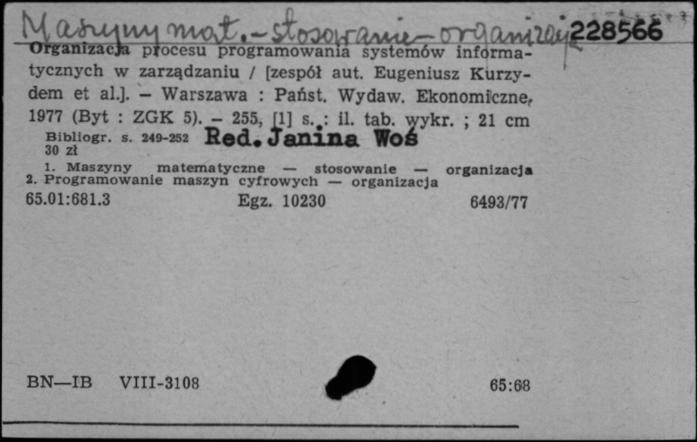 Maszyny mat. - stosowanie - organizacja 228566
Organizacja procesu programowania systemów informa-
tycznych w zarządzaniu / [zespół aut. Eugeniusz Kurzy-
dem et al.]. — Warszawa : Państ. Wydaw. Ekonomiczne,
1977 (Byt : ZGK 5). — 255, [1] s. : il. tab. wykr. ; 21 cm
Bibliogr. s. 249-252 Red. Janina Woś
30 zł
1. Maszyny matematyczne — stosowanie — organizacja
2. Programowanie maszyn cyfrowych — organizacja
65.01:681.3 Egz. 10230 6493/77
BN—IB VIII-3108 65:68